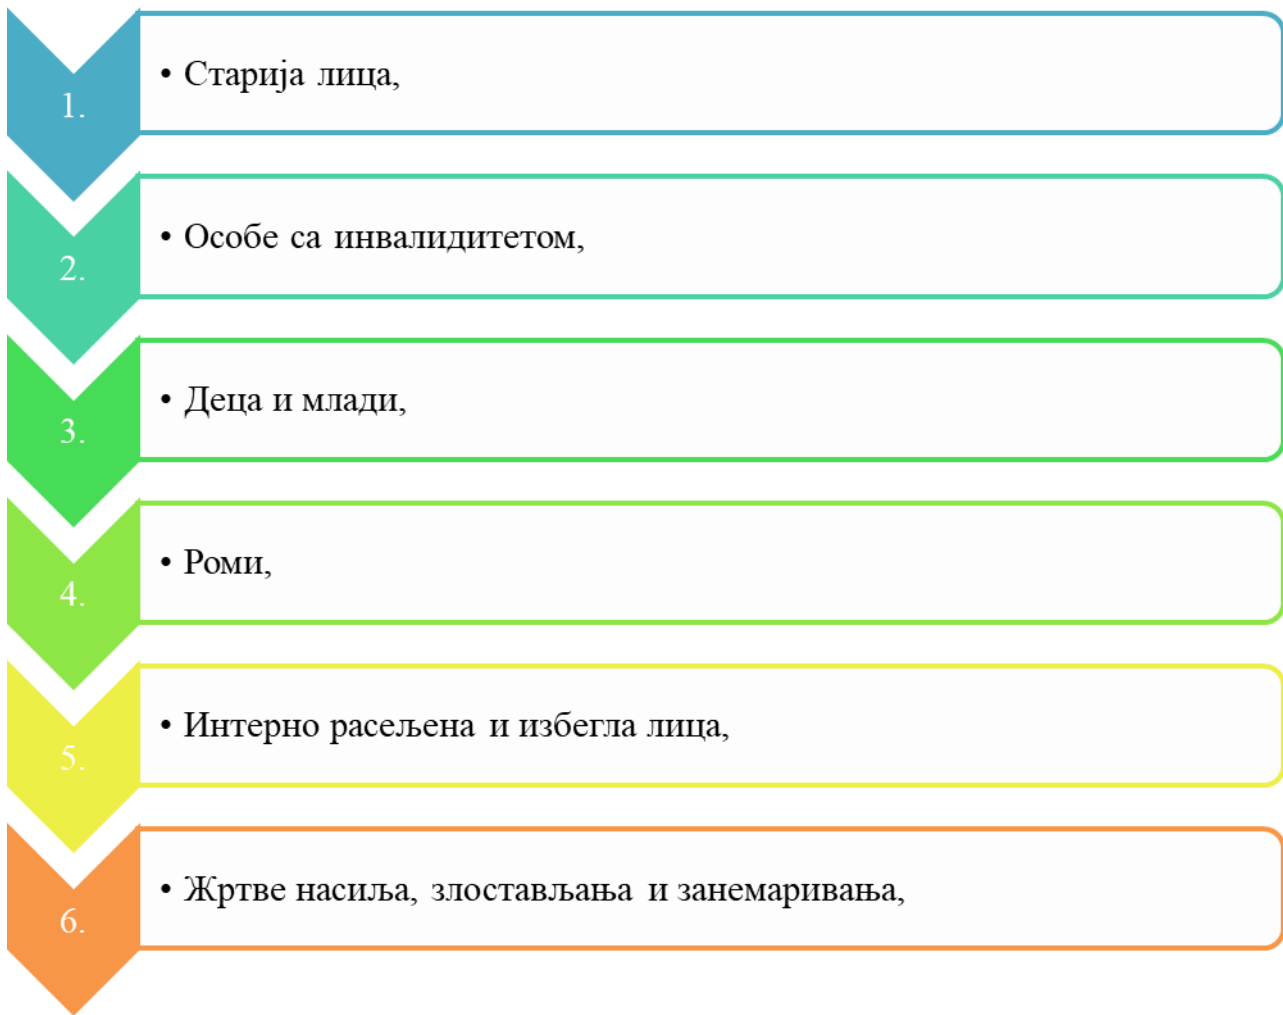 1.
• Старија лица,
2.
• Особе са инвалидитетом,
3.
• Деца и млади,
4.
• Роми,
5.
• Интерно расељена и избегла лица,
6.
• Жртве насиља, злостављања и занемаривања,